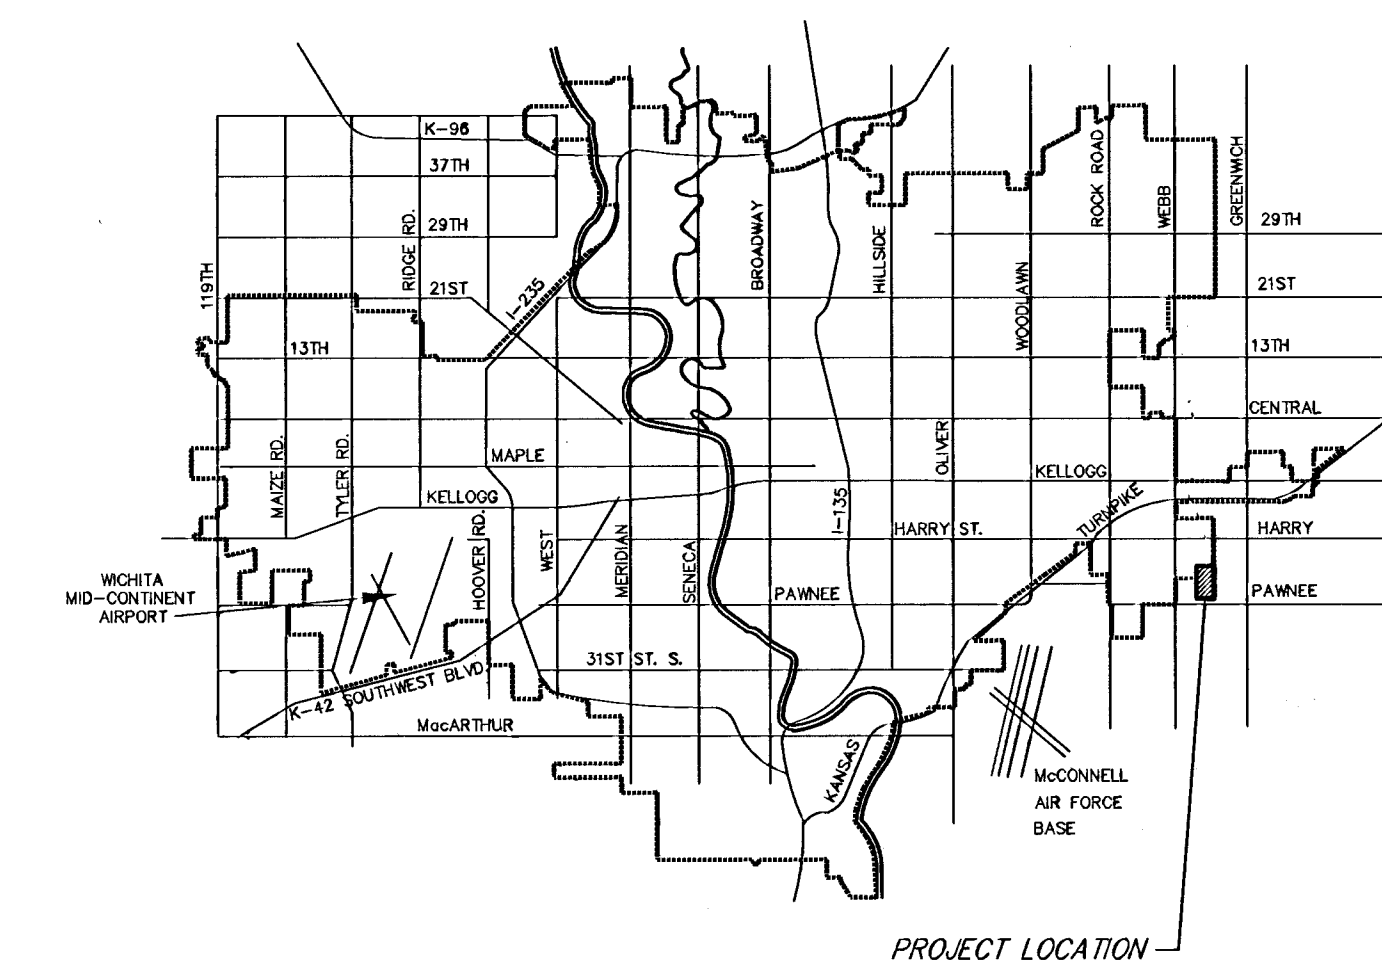 K-96
37TH
29TH
RIDGE RD.
119TH
21ST
I-235
13TH
BROADWAY
HILLSIDE
WOODLAWN
ROCK ROAD
WEBB
GREENWICH
29TH
21ST
13TH
CENTRAL
MAIZE RD.
TYLER RD.
MAPLE
KELLOGG
HOOVER RD.
WEST
MERIDIAN
SENECA
I-135
OLIVER
KELLOGG
TURNPIKE
HARRY ST.
HARRY
PAWNEE
PAWNEE
WICHITA
MID-CONTINENT
AIRPORT
31ST ST. S.
K-42 SOUTHWEST BLVD.
MacARTHUR
KANSAS
McCONNELL
AIR FORCE
BASE
PROJECT LOCATION